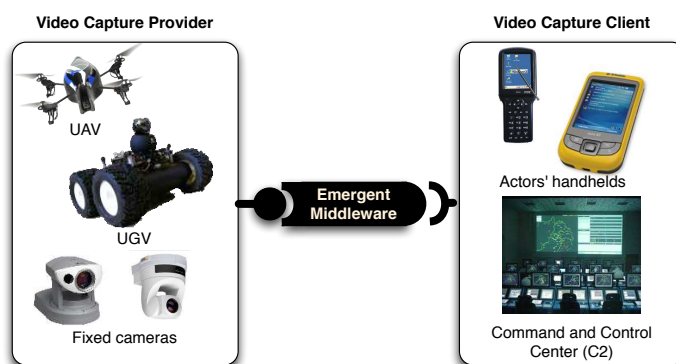 Video Capture Provider
UAV
UGV
Fixed cameras
Emergent
Middleware
Video Capture Client
Actors' handhelds
Command and Control
Center (C2)